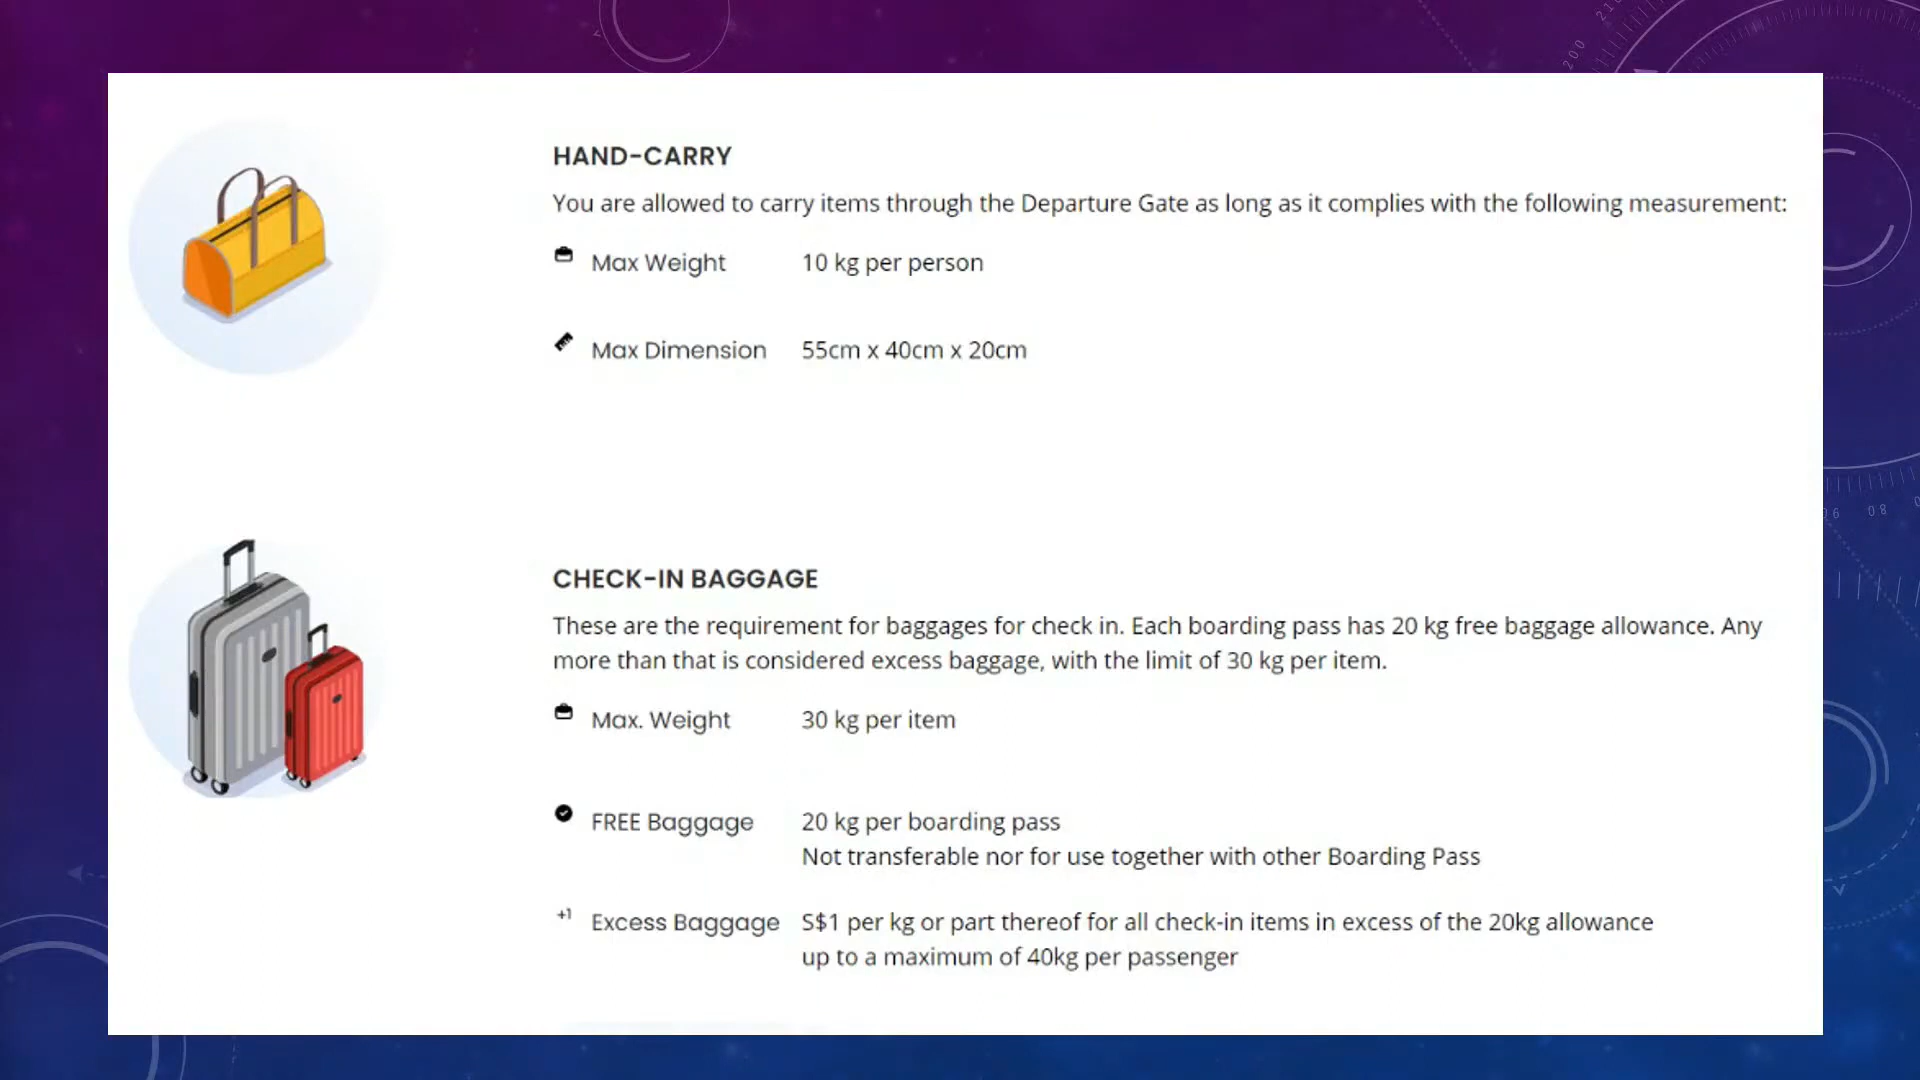 HAND-CARRY
You are allowed to carry items through the Departure Gate as long as it complies with the following measurement:
Max Weight 10 kg per person
Max Dimension 55cm x 40cm x 20cm
CHECK-IN BAGGAGE
These are the requirement for baggages for check in. Each boarding pass has 20 kg free baggage allowance. Any
more than that is considered excess baggage, with the limit of 30 kg per item.
Max. Weight 30 kg per item
FREE Baggage 20 kg per boarding pass
Not transferable nor for use together with other Boarding Pass
+1 Excess Baggage S$1 per kg or part thereof for all check-in items in excess of the 20kg allowance
up to a maximum of 40kg per passenger
200
80